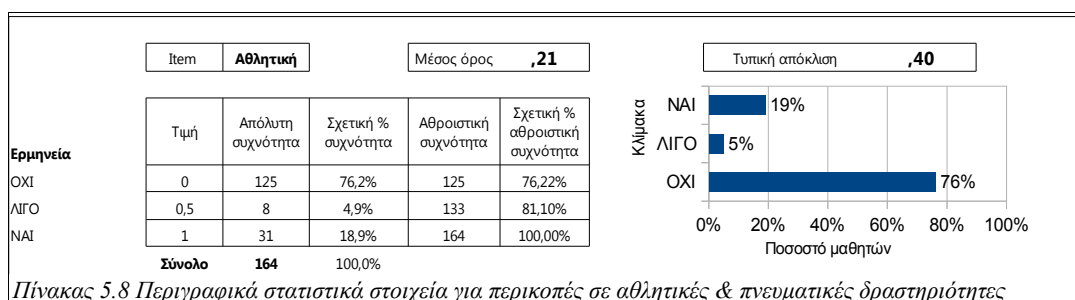 Item Αθλητική Μέσος όρος ,21 Τυπική απόκλιση ,40
Ερμηνεία Τιμή Απόλυτη συχνότητα Σχετική % συχνότητα Αθροιστική συχνότητα Σχετική % αθροιστική συχνότητα
ΟΧΙ 0 125 76,2% 125 76,22%
ΛΙΓΟ 0,5 8 4,9% 133 81,10%
ΝΑΙ 1 31 18,9% 164 100,00%
Σύνολο 164 100,0%
Κλίμακα
ΝΑΙ 19%
ΛΙΓΟ 5%
ΟΧΙ 76%
0% 20% 40% 60% 80% 100%
Ποσοστό μαθητών
Πίνακας 5.8 Περιγραφικά στατιστικά στοιχεία για περικοπές σε αθλητικές & πνευματικές δραστηριότητες